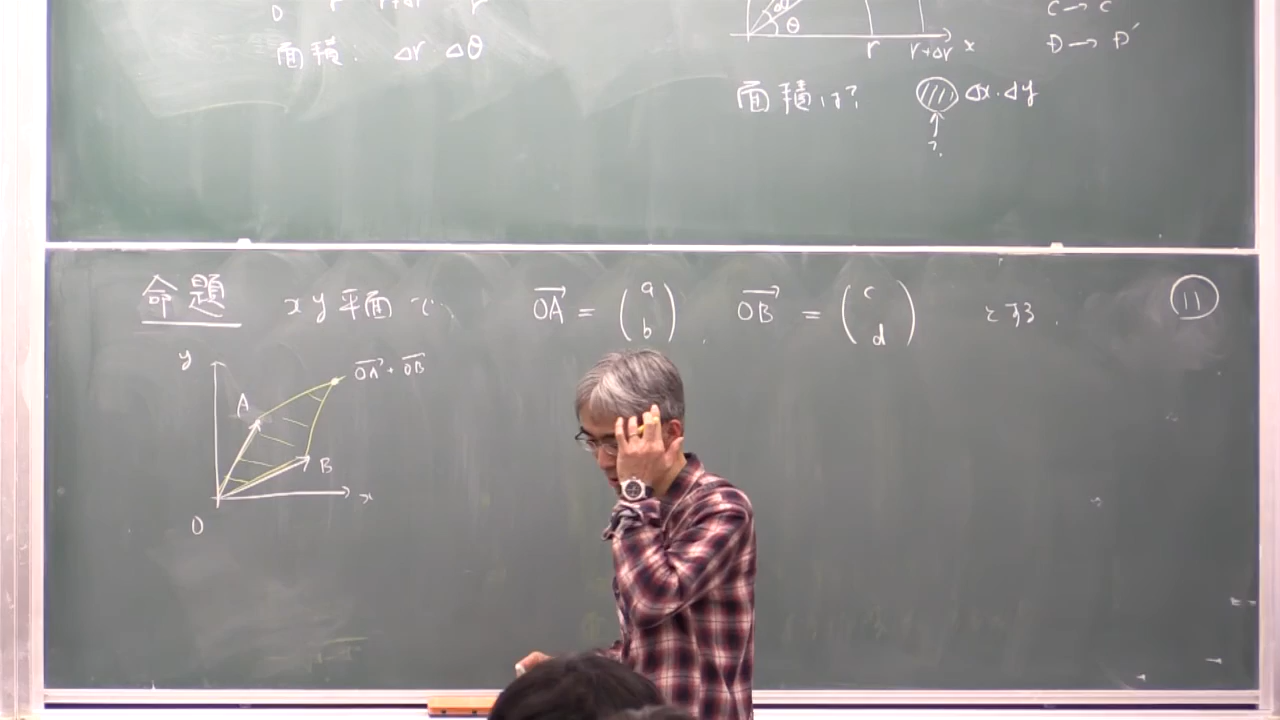 面積: Δr Δθ
θ
r r+Δr x
C → C'
D → D'
面積は? Δx・Δy
?
命題 xy平面で OA→ = (a b), OB→ = (c d) とする. ⑪
y
OA→ + OB→
A
B
x
O